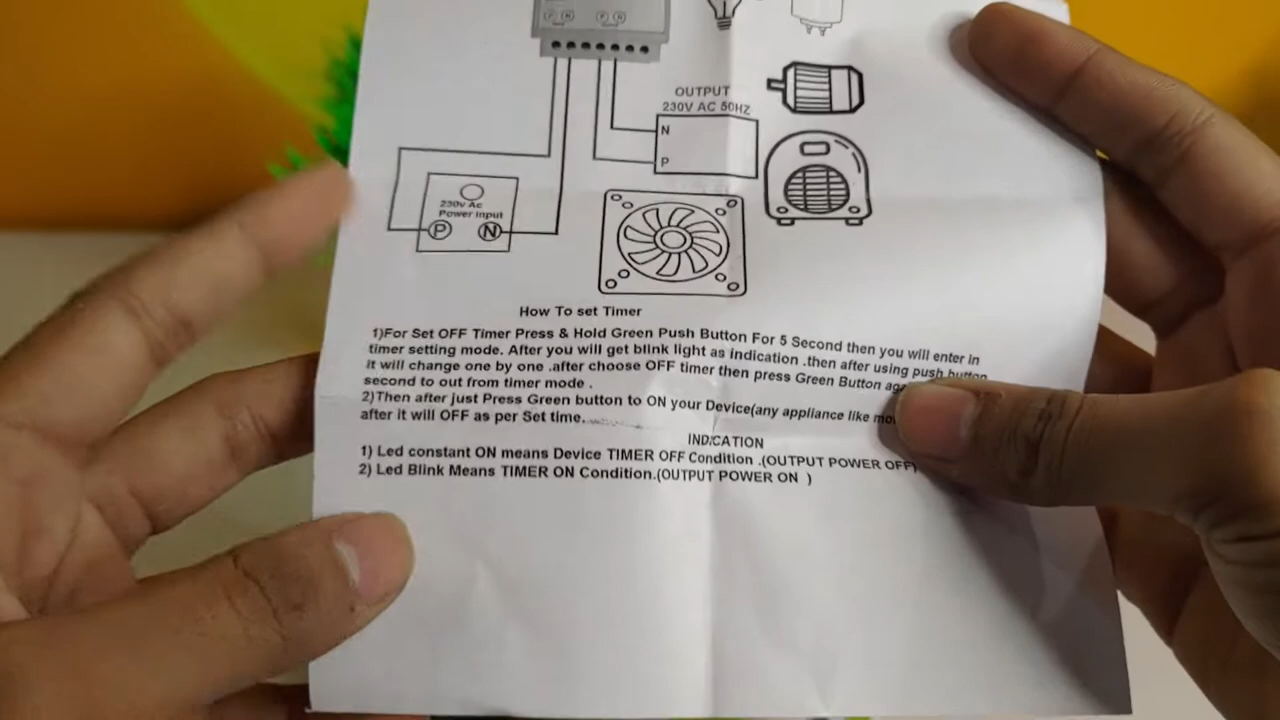 P N P N
OUTPUT
230V AC 50HZ
N
P
230v Ac
Power Input
P N
How To set Timer
1)For Set OFF Timer Press & Hold Green Push Button For 5 Second then you will enter in
timer setting mode. After you will get blink light as indication .then after using push button
it will change one by one .after choose OFF timer then press Green Button
second to out from timer mode .
2)Then after just Press Green button to ON your Device(any appliance like
after it will OFF as per Set time.
INDICATION
1) Led constant ON means Device TIMER OFF Condition .(OUTPUT POWER OFF)
2) Led Blink Means TIMER ON Condition.(OUTPUT POWER ON )